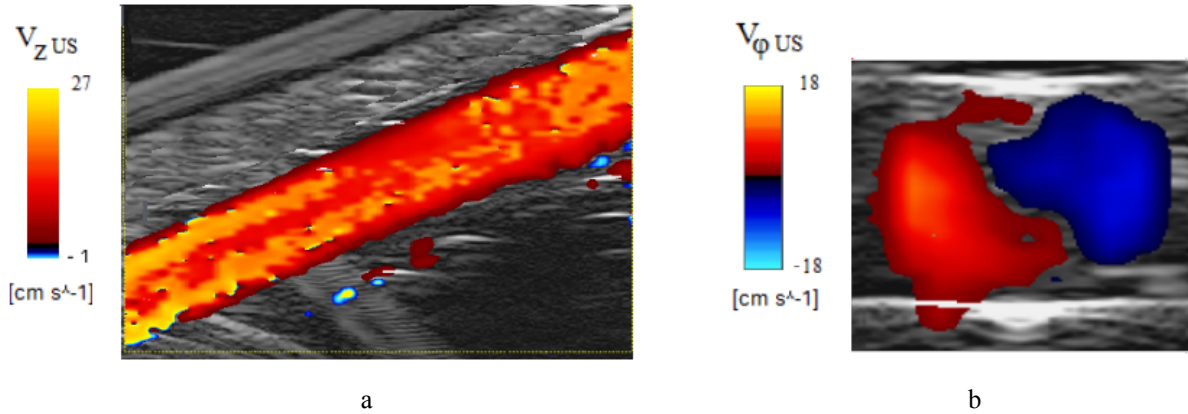 V_Z US
27
- 1
[cm s^-1]
V_φ US
18
-18
[cm s^-1]
a
b